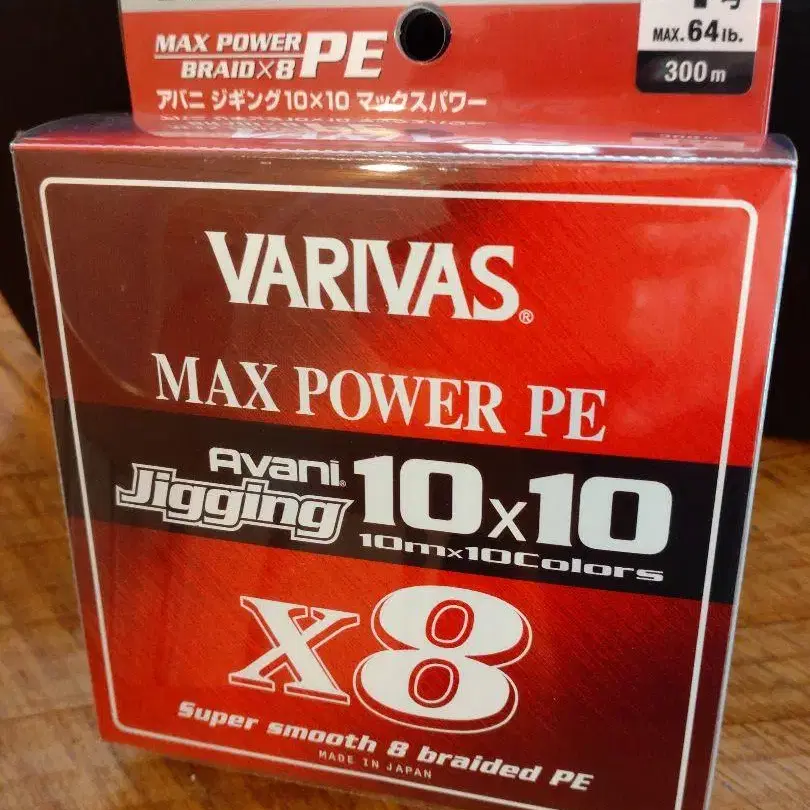 MAX POWER
BRAID×8 PE
アバニ ジギング10×10 マックスパワー
号
MAX.64lb.
300m
VARIVAS®
MAX POWER PE
Avani®
Jigging 10x10
10mx10Colors
x8
Super smooth 8 braided PE
MADE IN JAPAN